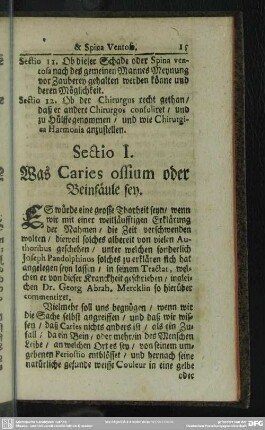 & Spina Ventosa. 15
Sectio 11. Ob dieser Schade oder Spina ven-
tosa nach des gemeinen Mannes Meynung
vor Zauberey gehalten werden könne und
deren Möglichkeit.
Sectio 12. Ob der Chirurgus recht gethan/
daß er andere Chirurgos consuliret / und
zu Hülffe genommen / und wie Chirurgi-
ca Harmonia anzustellen.
Sectio I.
Was Caries ossium oder
Beinfäule sey.
ES würde eine grosse Thorheit seyn/ wenn
wir mit einer weitläufftigen Erklärung
der Nahmen / die Zeit verschwenden
wolten / dieweil solches albereit von vielen Au-
thoribus geschehen / unter welchen sonderlich
Joseph Pandolphinus solches zu erklären sich hat
angelegen seyn lassen / in seinem Tractat, wel-
chen er von dieser Kranckheit geschrieben / inglei-
chen Dr. Georg Abrah. Mercklin so hierüber
commentiret.
Vielmehr soll uns begnügen / wenn wir
die Sache selbst angreiffen / und daß wir wis-
sen / daß Caries nichts anders ist / als ein Zu-
fall / da ein Bein / oder mehr/in des Menschen
Leibe / an welchem Ort es sey / von seinem um-
gebenen Periostio entblösset / und hernach seine
natürliche gesunde weisse Couleur in eine gelbe
oder